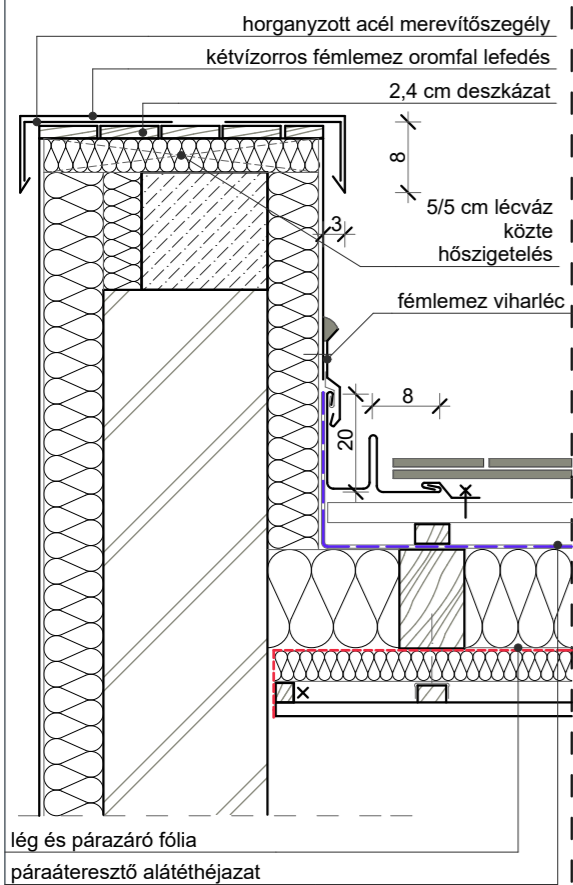 horganyzott acél merevítőszegély
kétvízorros fémlemez oromfal lefedés
2,4 cm deszkázat
8
5/5 cm lécváz
közte
hőszigetelés
3
fémlemez viharléc
8
20
lég és párazáró fólia
páraáteresztő alátéthéjazat